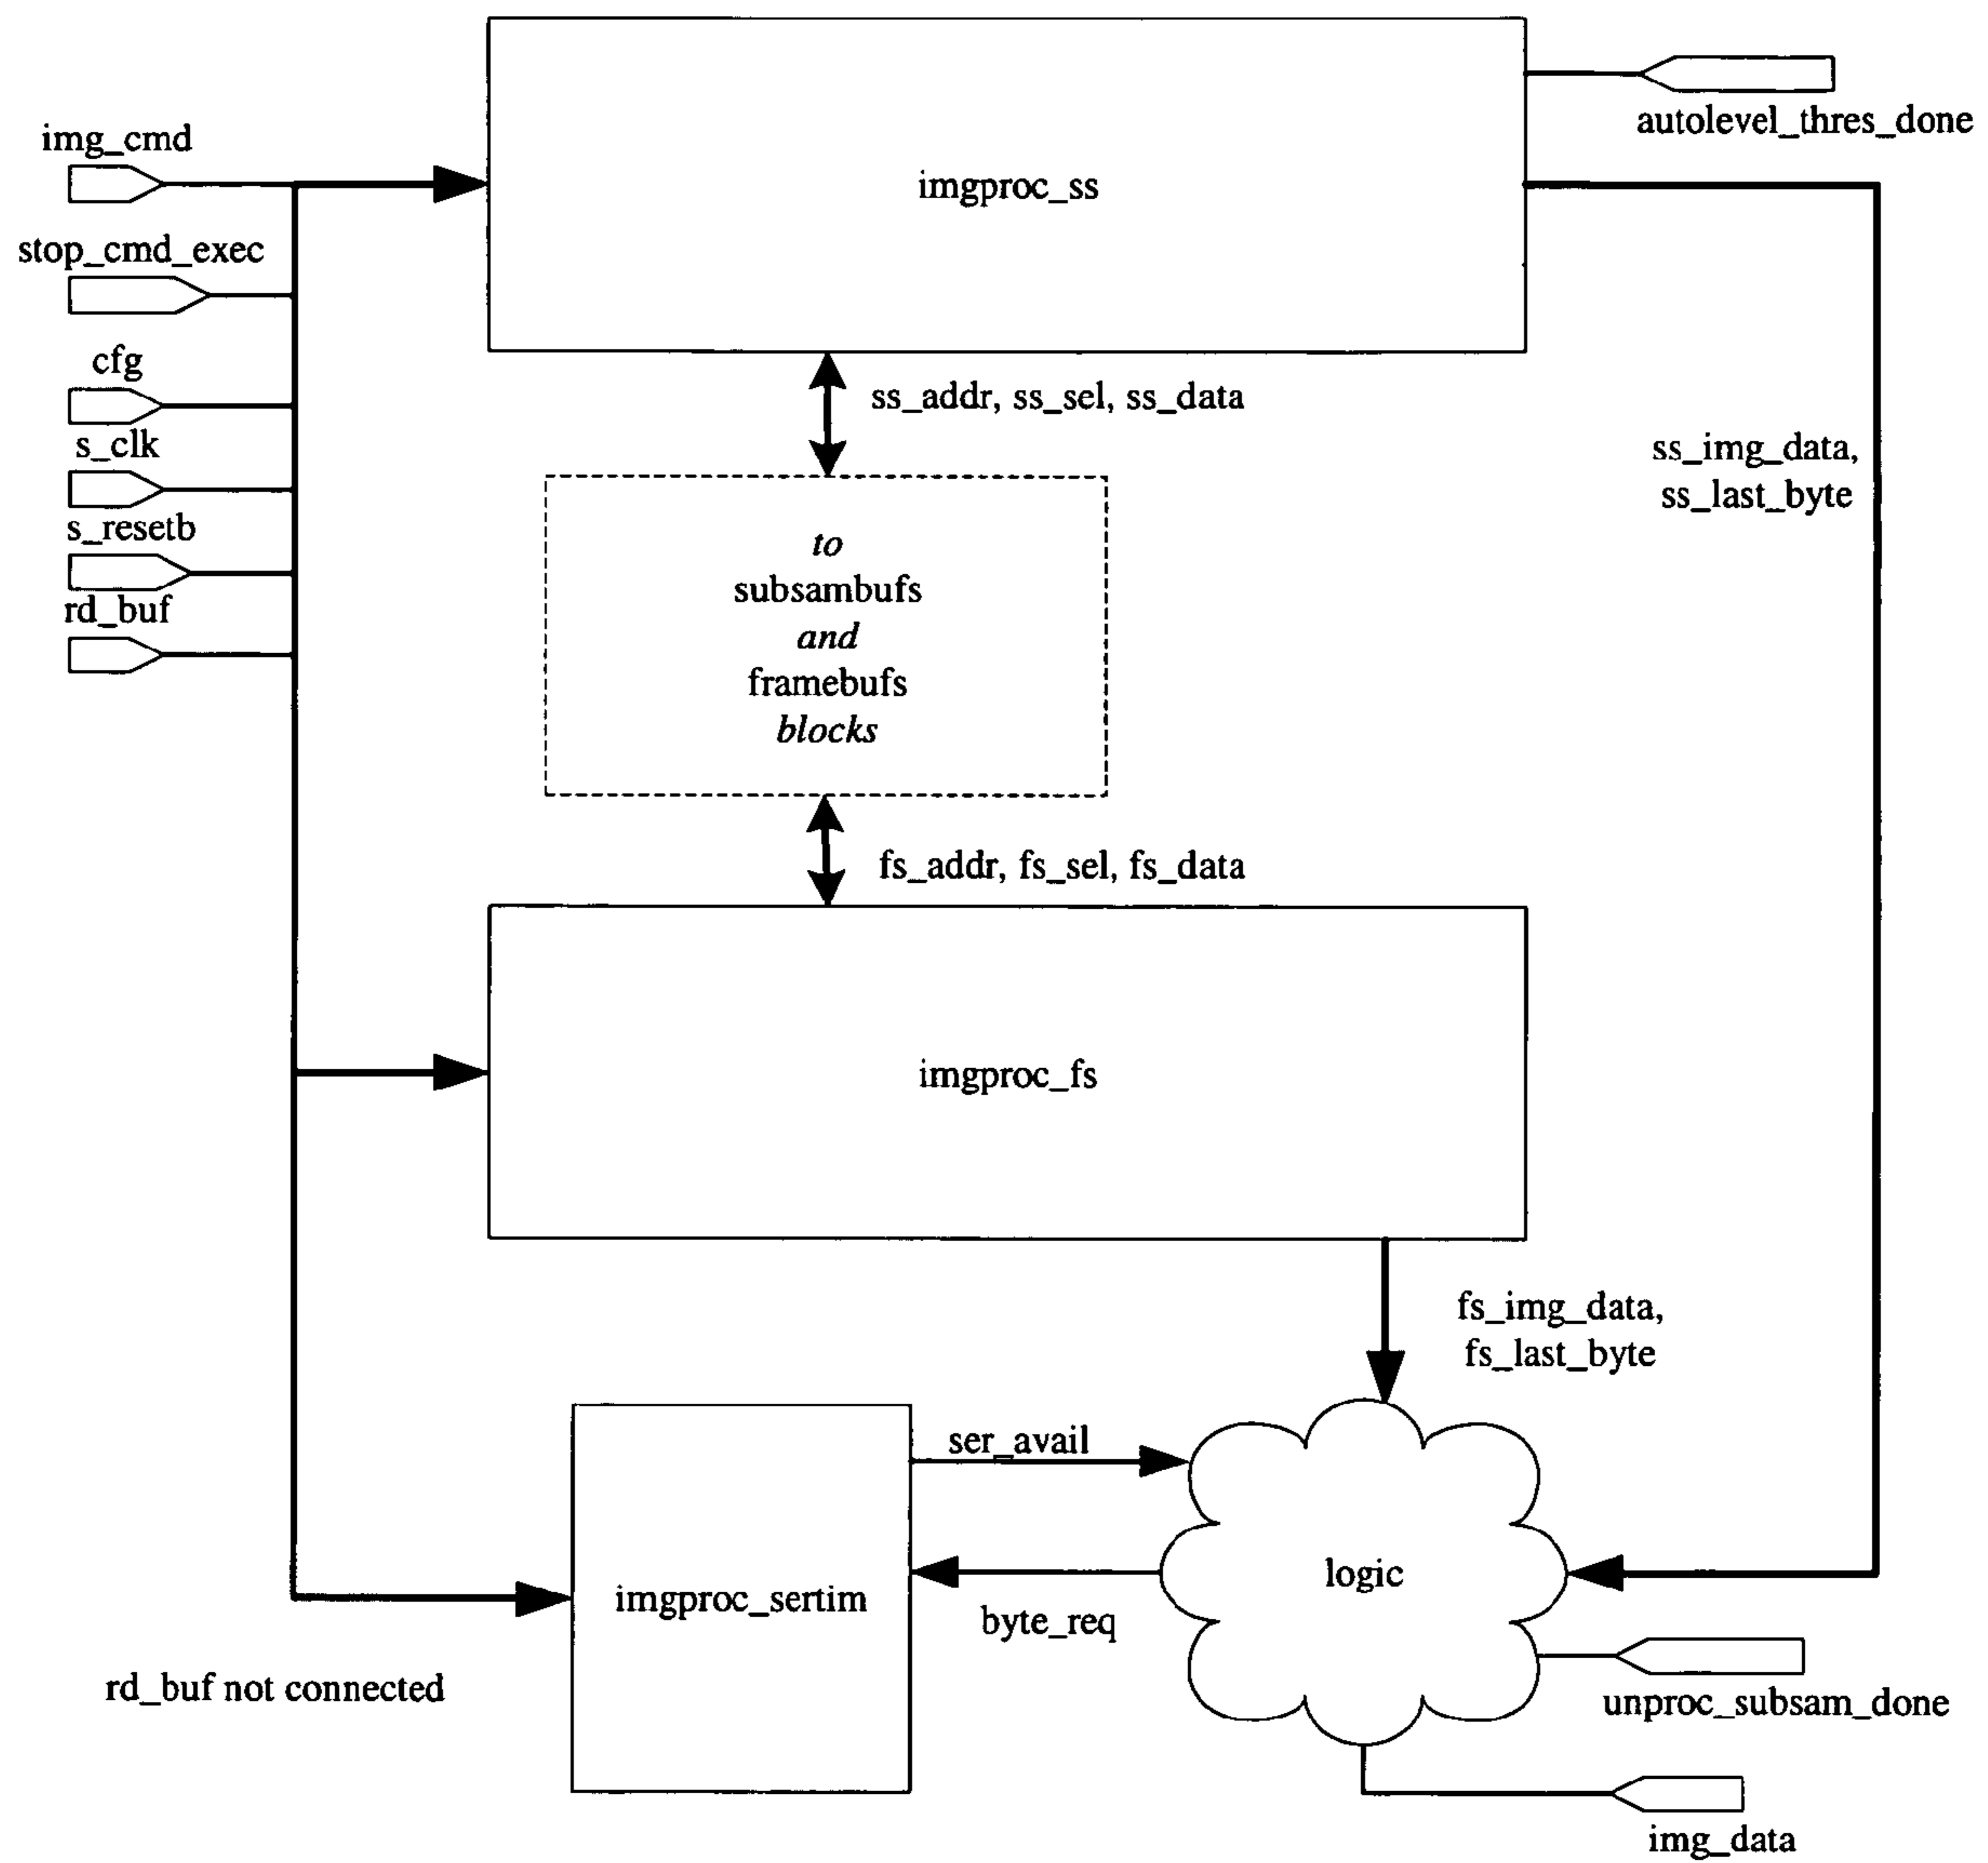 autolevel_thres_done
img_cmd
imgproc_ss
stop_cmd_exec
cfg
ss_addr, ss_sel, ss_data
s_clk
ss_img_data,
ss_last_byte
s_resetb
to
subsambufs
and
framebufs
blocks
rd_buf
fs_addr, fs_sel, fs_data
imgproc_fs
fs_img_data,
fs_last_byte
ser_avail
logic
imgproc_sertim
byte_req
rd_buf not connected
unproc_subsam_done
img_data